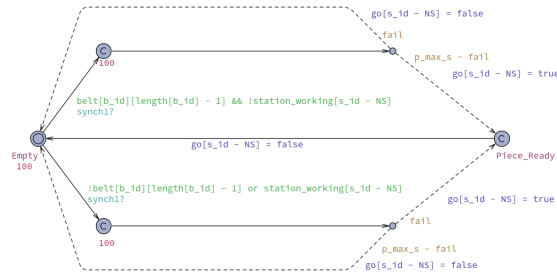 go[s_id − NS] = false
fail
C
100
p_max_s − fail
go[s_id − NS] = true
belt[b_id][length[b_id] − 1] && !station_working[s_id − NS]
synch1?
go[s_id − NS] = false
C
Empty
100
Piece_Ready
!belt[b_id][length[b_id] − 1] or station_working[s_id − NS]
synch1?
go[s_id − NS] = true
C
fail
100
p_max_s − fail
go[s_id − NS] = false